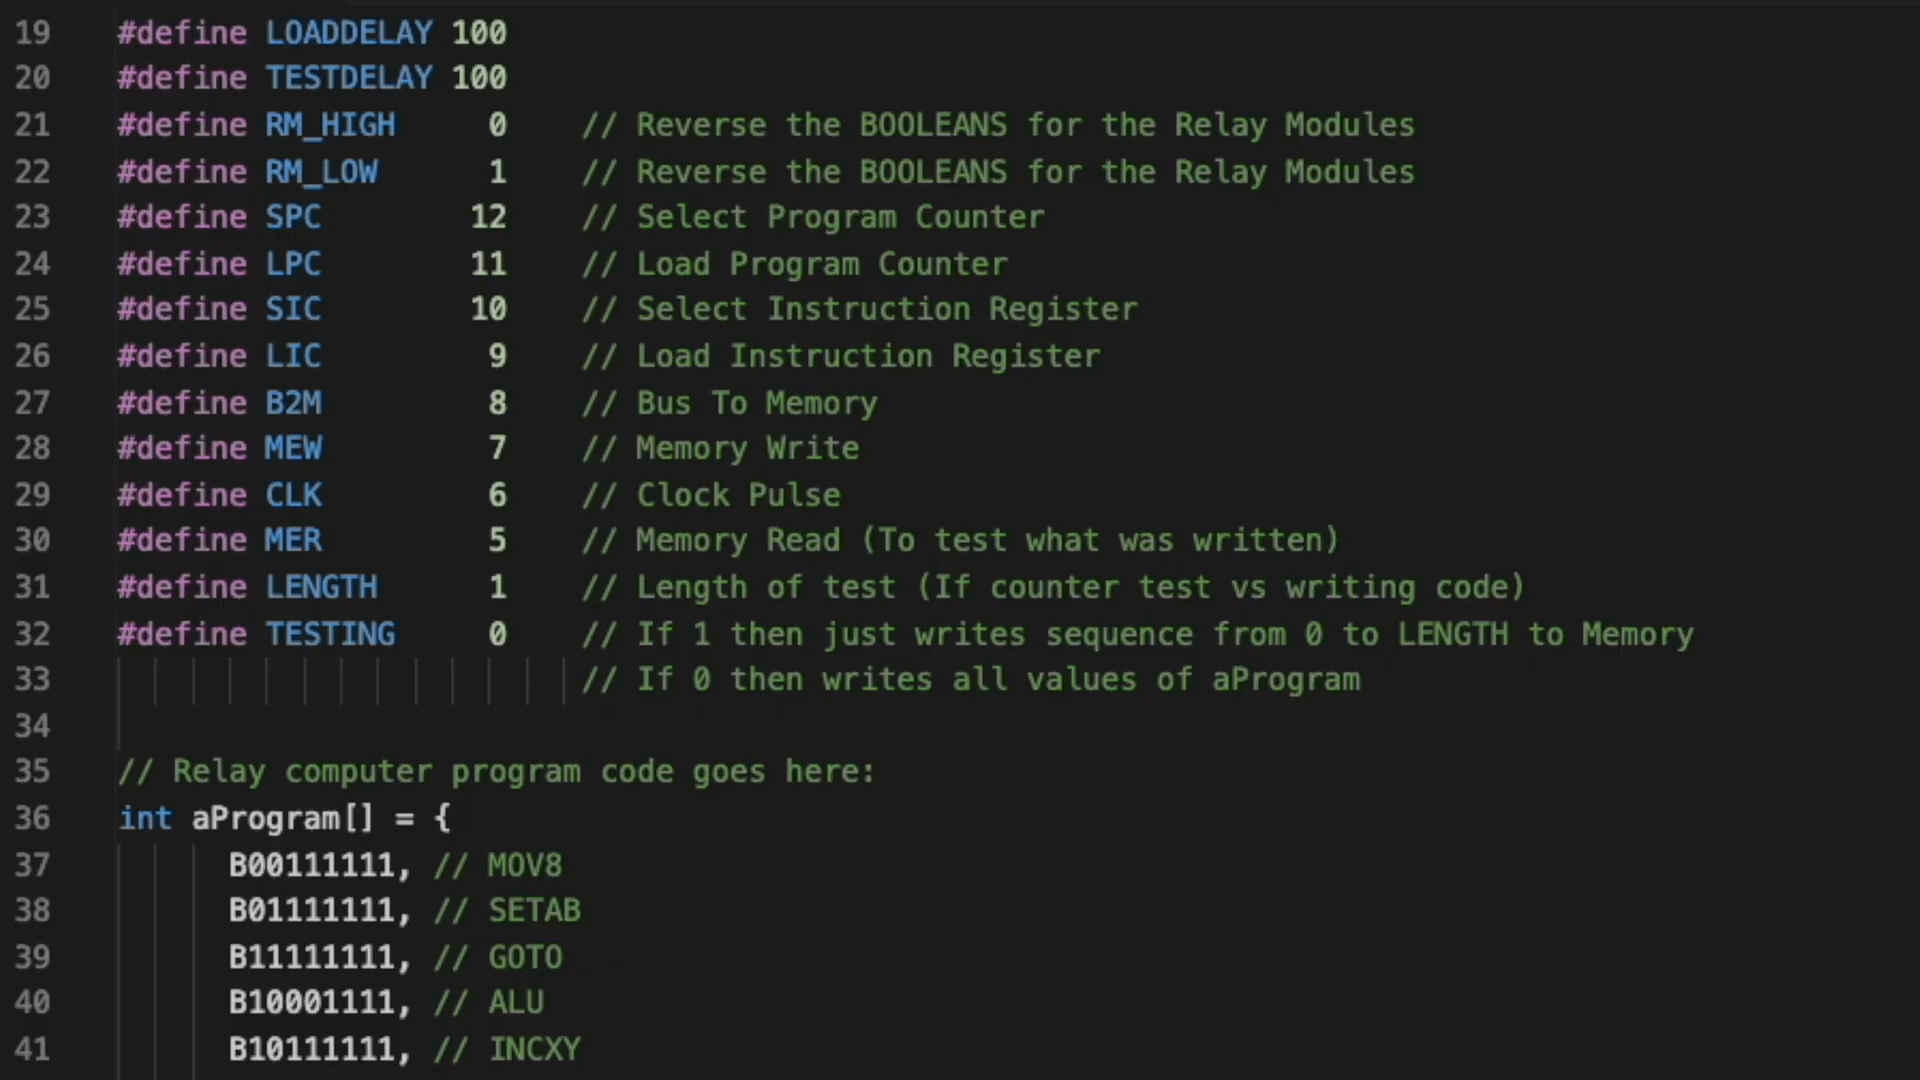 19 #define LOADDELAY 100
20 #define TESTDELAY 100
21 #define RM_HIGH 0 // Reverse the BOOLEANS for the Relay Modules
22 #define RM_LOW 1 // Reverse the BOOLEANS for the Relay Modules
23 #define SPC 12 // Select Program Counter
24 #define LPC 11 // Load Program Counter
25 #define SIC 10 // Select Instruction Register
26 #define LIC 9 // Load Instruction Register
27 #define B2M 8 // Bus To Memory
28 #define MEW 7 // Memory Write
29 #define CLK 6 // Clock Pulse
30 #define MER 5 // Memory Read (To test what was written)
31 #define LENGTH 1 // Length of test (If counter test vs writing code)
32 #define TESTING 0 // If 1 then just writes sequence from 0 to LENGTH to Memory
33 // If 0 then writes all values of aProgram
34
35 // Relay computer program code goes here:
36 int aProgram[] = {
37 B00111111, // MOV8
38 B01111111, // SETAB
39 B11111111, // GOTO
40 B10001111, // ALU
41 B10111111, // INCXY